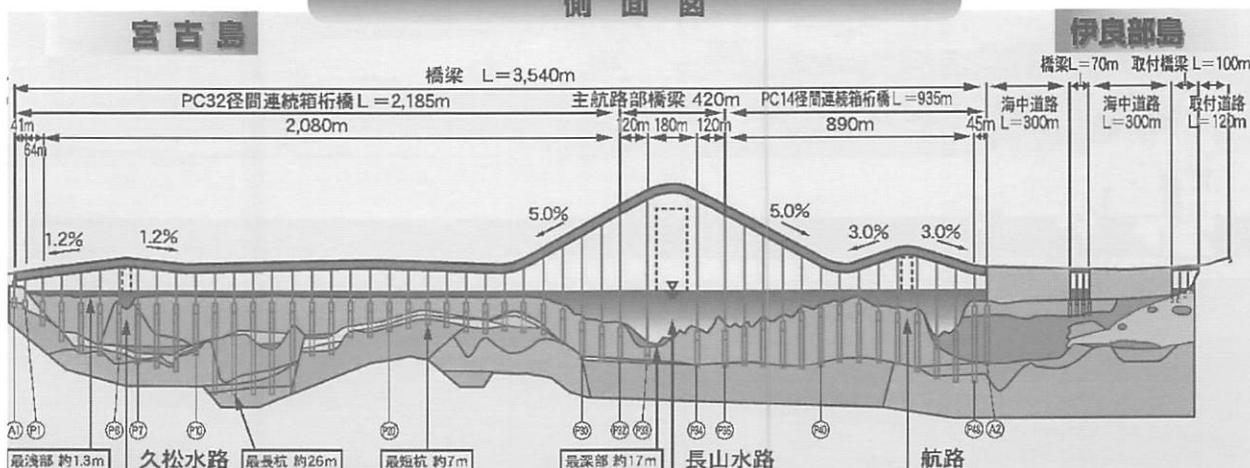 側面図
宮古島
伊良部島
橋梁 L=3,540m
橋梁L=70m 取付橋梁 L=100m
PC32径間連続箱桁橋L=2,185m
主航路部橋梁 420m
PC14径間連続箱桁橋L=935m
海中道路
L=300m
海中道路
L=300m
取付道路
L=120m
41m
64m
2,080m
120m
180m
120m
890m
45m
1.2%
1.2%
5.0%
5.0%
3.0%
3.0%
A1
P1
P6
P7
P10
P20
P30
P32
P33
P34
P35
P40
P48
A2
最浅部 約1.3m
久松水路
最長杭 約26m
最短杭 約7m
最深部 約17m
長山水路
航路